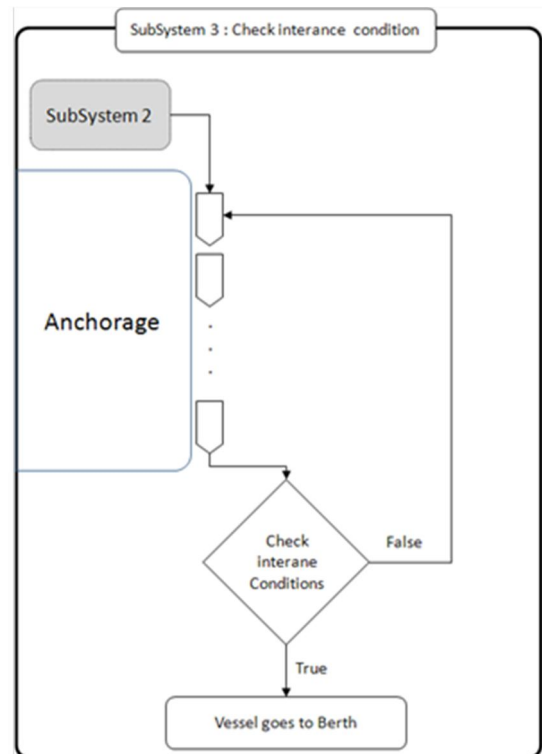 SubSystem 3 : Check interance condition
SubSystem 2
Anchorage
Check
interane
Conditions
False
True
Vessel goes to Berth